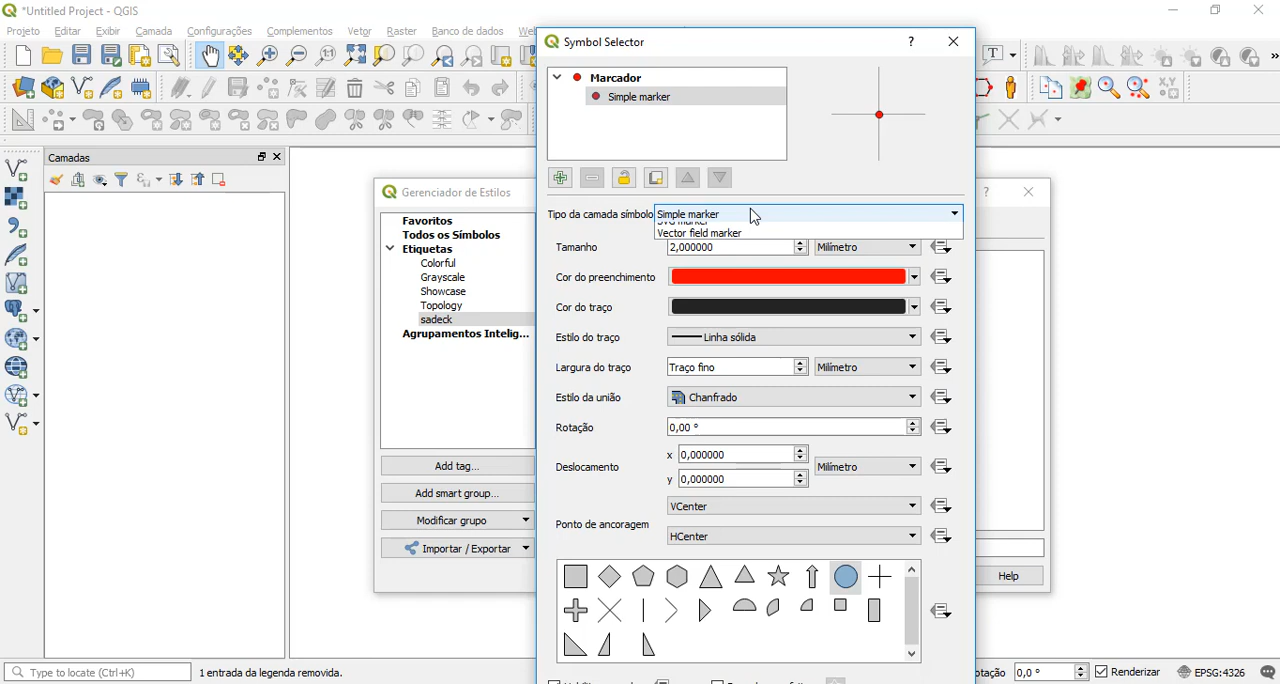 *Untitled Project - QGIS
Projeto Editar Exibir Camada Configurações Complementos Vetor Raster Banco de dados
Symbol Selector
?
Marcador
Simple marker
Camadas
Gerenciador de Estilos
?
Favoritos
Todos os Símbolos
Etiquetas
Colorful
Grayscale
Showcase
Topology
sadeck
Agrupamentos Intelig...
Add tag...
Add smart group...
Modificar grupo
Importar / Exportar
Help
Tipo da camada símbolo Simple marker
SVG marker
Vector field marker
Tamanho 2,000000 Milímetro
Cor do preenchimento
Cor do traço
Estilo do traço Linha sólida
Largura do traço Traço fino Milímetro
Estilo da união Chanfrado
Rotação 0,00 °
x 0,000000
Deslocamento Milímetro
y 0,000000
VCenter
Ponto de ancoragem
HCenter
Type to locate (Ctrl+K) 1 entrada da legenda removida. otação 0,0 ° Renderizar EPSG:4326